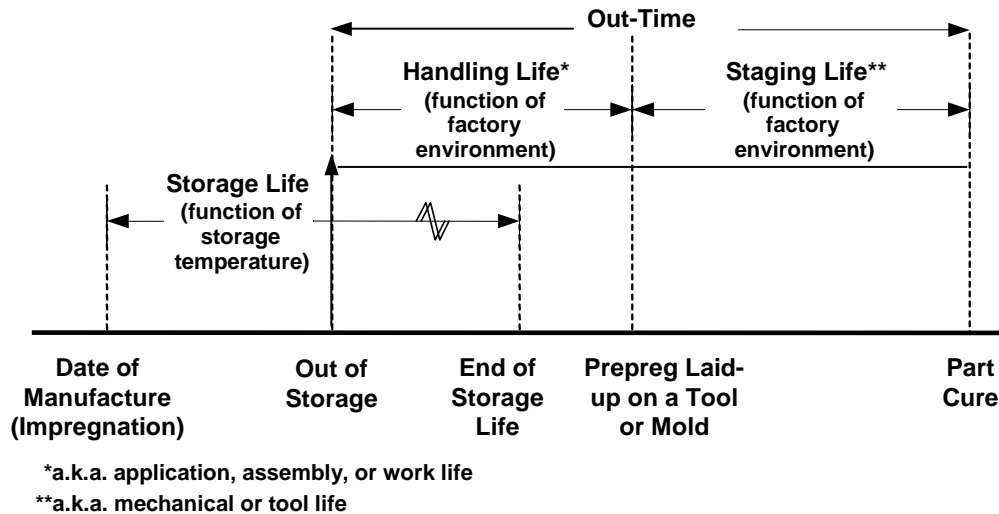 Out-Time
Handling Life*
(function of
factory
environment)
Staging Life**
(function of
factory
environment)
Storage Life
(function of
storage
temperature)
Date of
Manufacture
(Impregnation)
Out of
Storage
End of
Storage
Life
Prepreg Laid-
up on a Tool
or Mold
Part
Cure
*a.k.a. application, assembly, or work life
**a.k.a. mechanical or tool life